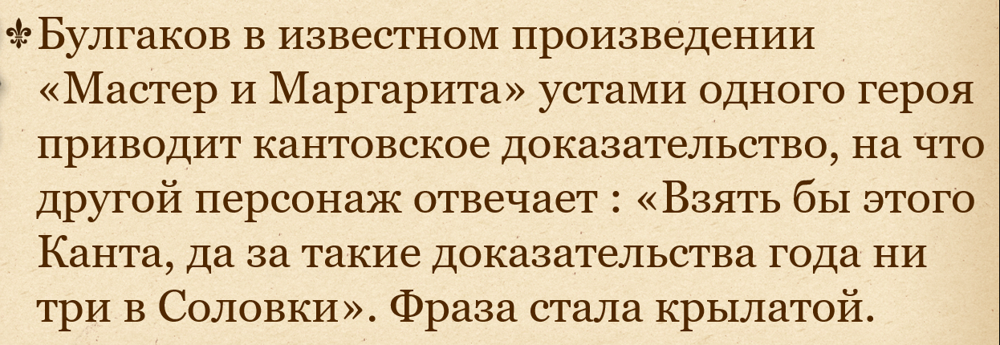 Булгаков в известном произведении
«Мастер и Маргарита» устами одного героя
приводит кантовское доказательство, на что
другой персонаж отвечает : «Взять бы этого
Канта, да за такие доказательства года ни
три в Соловки». Фраза стала крылатой.